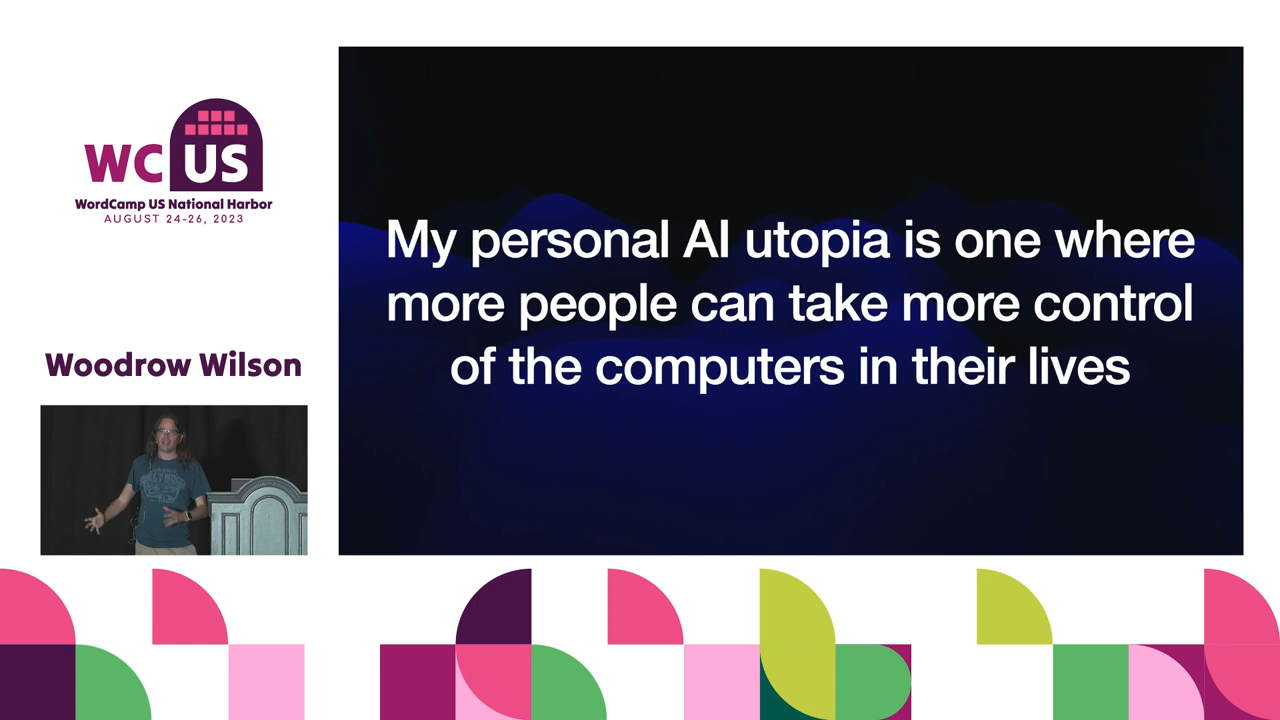 WC US
WordCamp US National Harbor
AUGUST 24-26, 2023
Woodrow Wilson
My personal AI utopia is one where
more people can take more control
of the computers in their lives